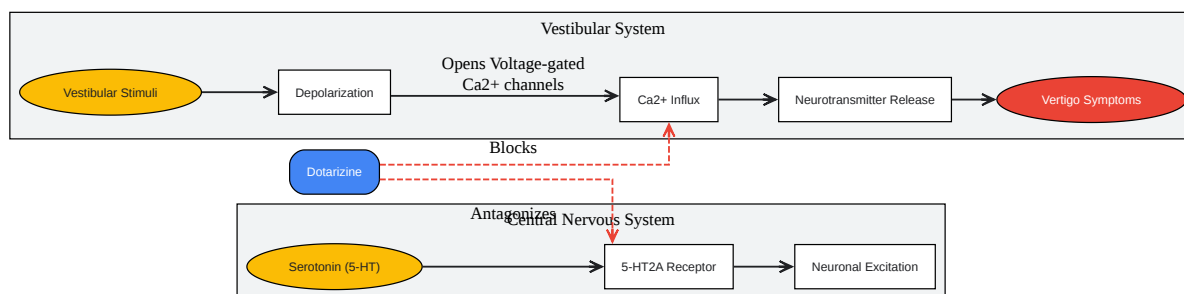 Vestibular System
Vestibular Stimuli
Depolarization
Opens Voltage-gated
Ca2+ channels
Ca2+ Influx
Neurotransmitter Release
Vertigo Symptoms
Blocks
Dotarizine
Antagonizes
Central Nervous System
Serotonin (5-HT)
5-HT2A Receptor
Neuronal Excitation